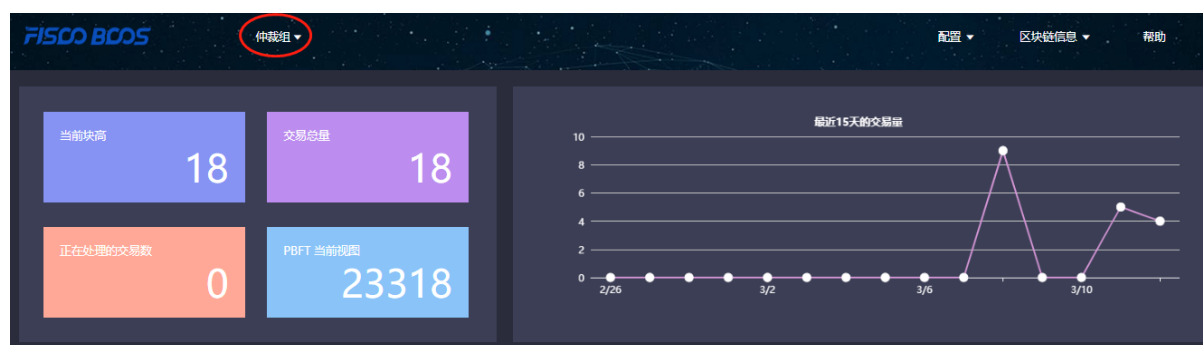 FISCO BCOS
仲裁组
配置
区块链信息
帮助
当前块高
18
交易总量
18
正在处理的交易数
0
PBFT 当前视图
23318
最近15天的交易量
10
8
6
4
2
0
2/26
3/2
3/6
3/10